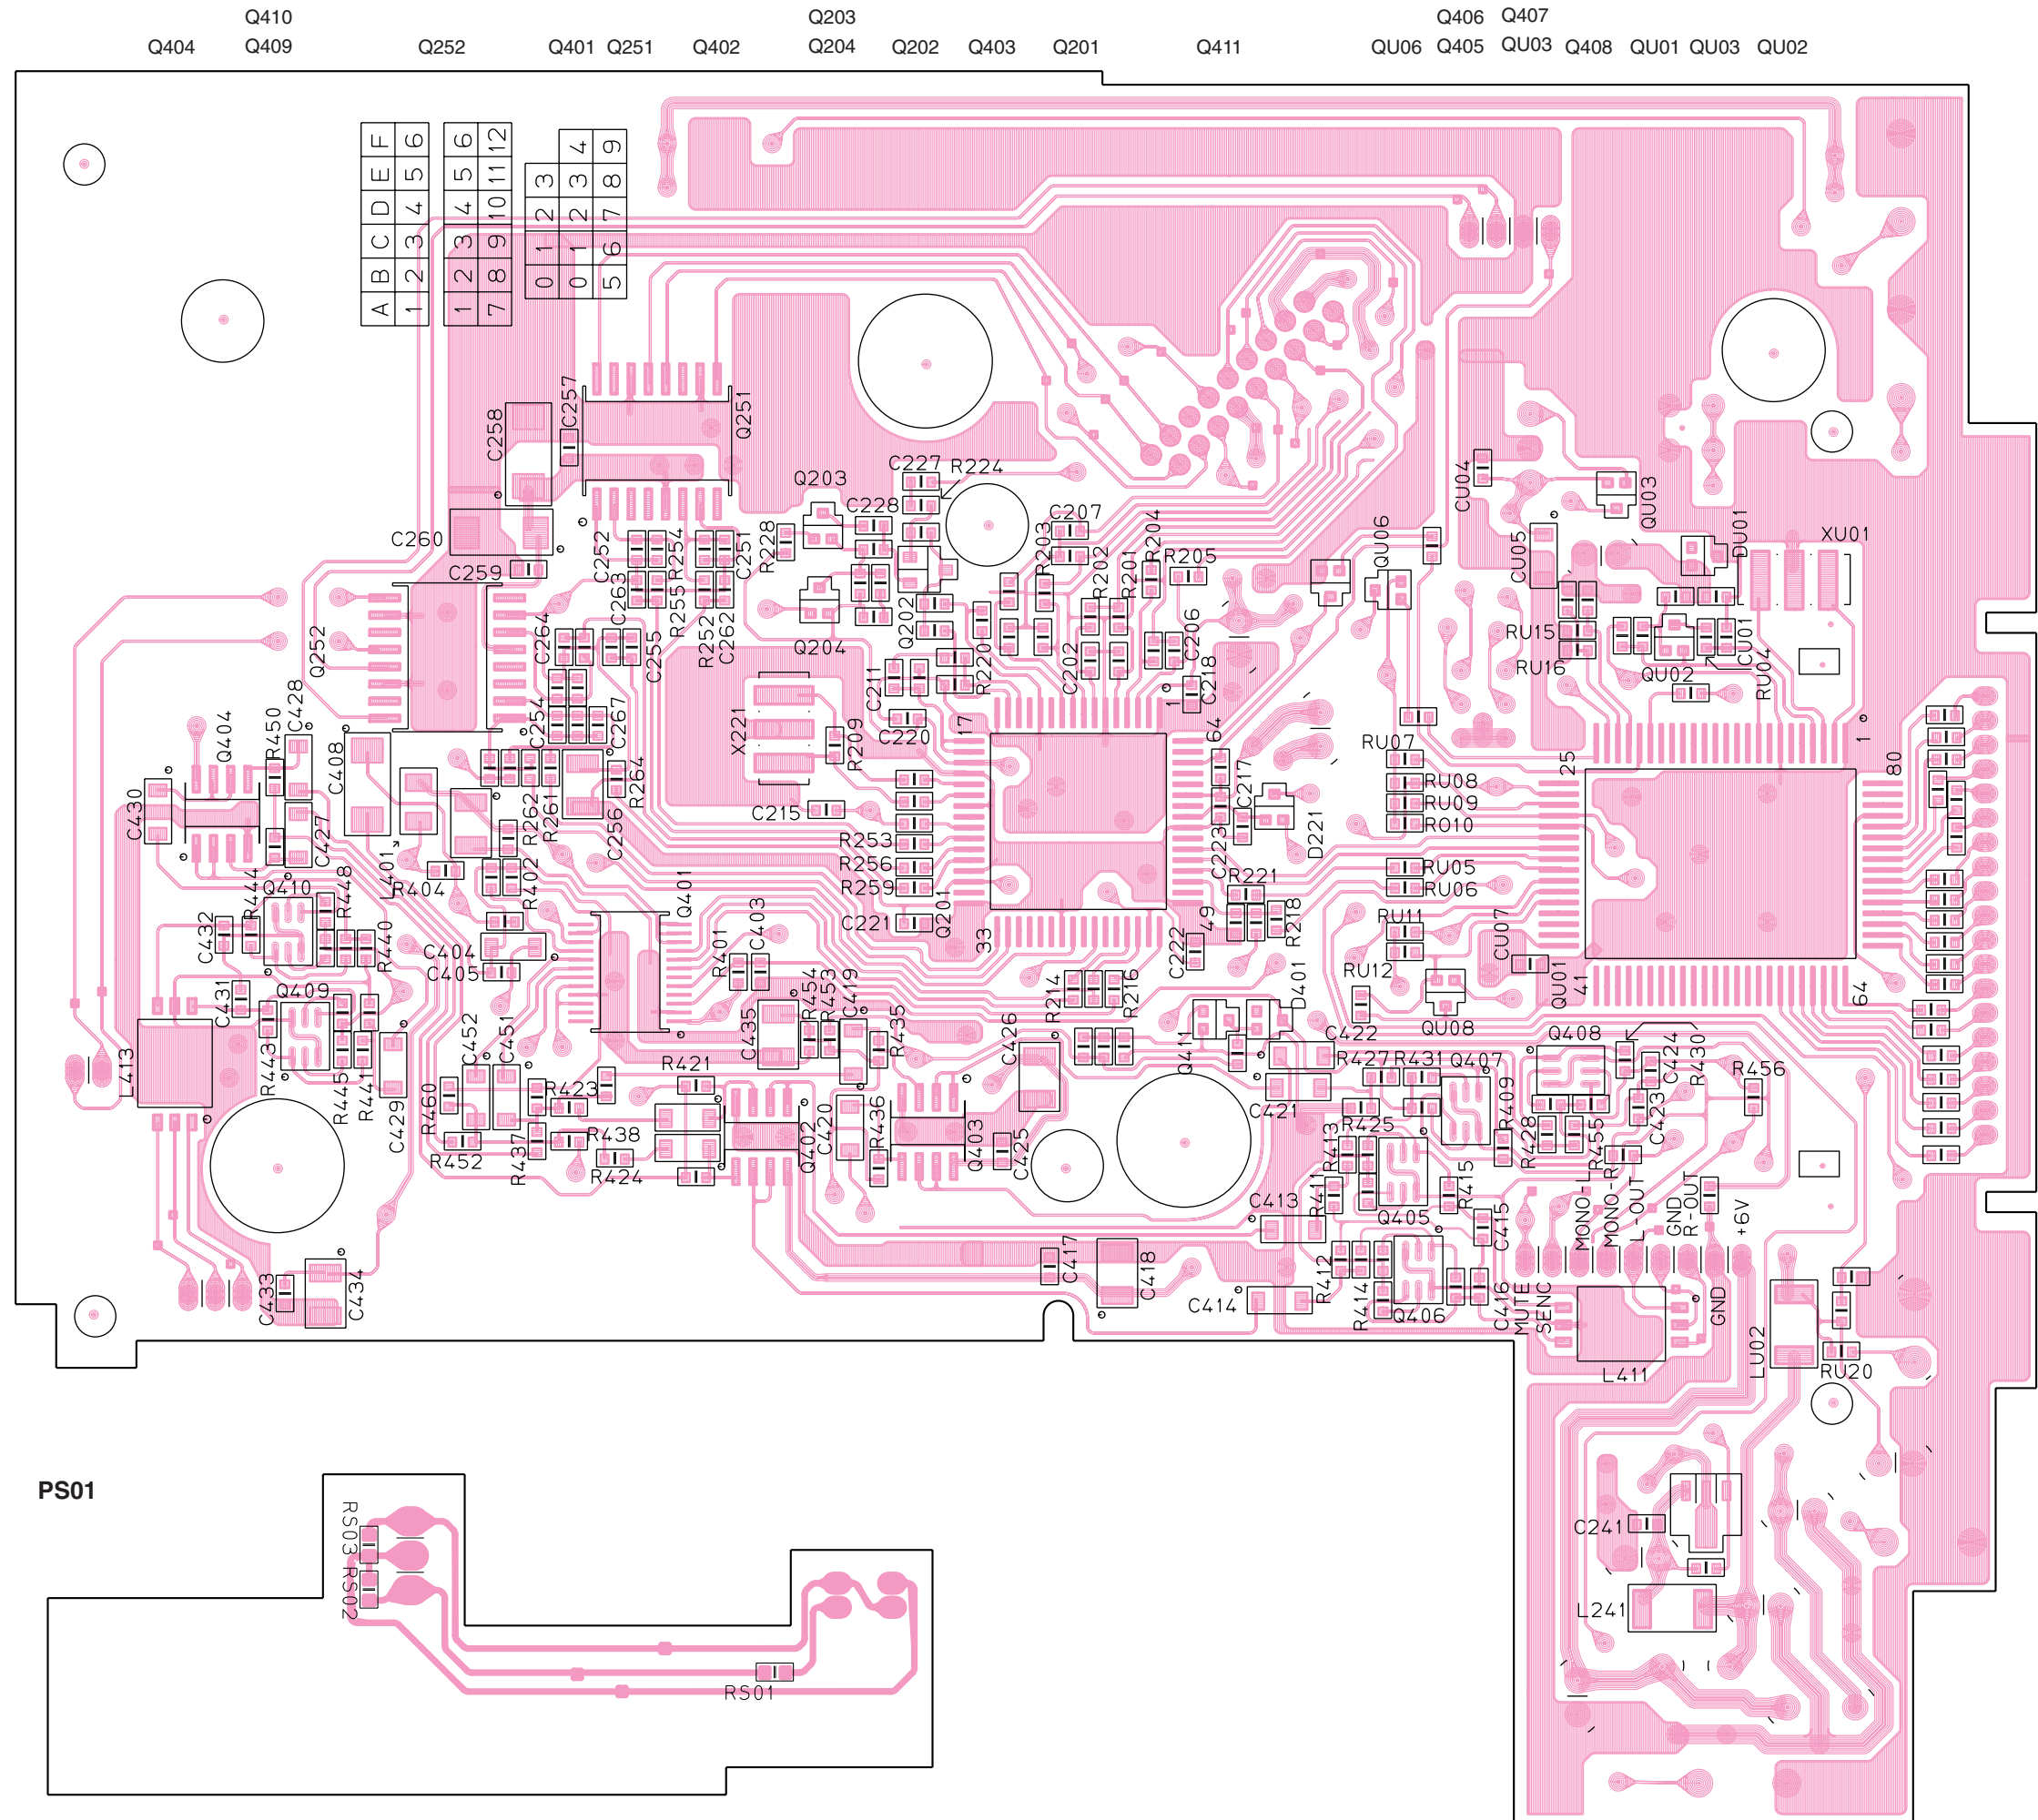 Q410 Q203 Q406 Q407
Q404 Q409 Q252 Q401 Q251 Q402 Q204 Q202 Q403 Q201 Q411 QU06 Q405 QU03 Q408 QU01 QU03 QU02
A B C D E F
1 2 3 4 5 6
1 2 3 4 5 6
7 8 9 10 11 12
0 1 2 3
0 1 2 3 4
5 6 7 8 9
C258
C257
Q251
C260
C259
Q203
C227
R224
C228
C207
R228
C252
R254
C251
C263
R255
R252
C262
C264
C255
Q204
Q202
R203
R202
R201
R204
R205
C206
C202
C218
QU06
CU04
CU05
QU03
DU01
XU01
RU15
RU16
QU02
CU01
RU04
Q252
C254
C267
X221
R209
C211
C220
R220
17
1
64
C428
R450
Q404
C408
C430
C427
L401
R404
R402
R262
R261
C256
R264
C215
R253
R256
R259
C221
Q201
33
49
C217
C223
D221
R221
R218
C222
RU07
RU08
RU09
R010
RU05
RU06
RU11
RU12
CU07
QU01
QU08
25
1
80
41
64
R444
Q410
R448
C432
R440
C404
C405
Q401
R401
C403
C431
Q409
R443
R445
R441
C429
C452
C451
R460
R452
R437
R423
R438
R424
R421
C435
R454
R453
C419
R435
Q402
C420
R436
Q403
C425
C426
R214
R216
Q411
D401
C422
C421
R427
R431
Q407
R409
Q408
C424
R430
R456
C423
R428
R455
R425
R413
R411
R415
Q405
C413
C415
R412
R414
Q406
C416
C414
C417
C418
L413
C433
C434
MUTE
SENC
MONO-L
MONO-R
L-OUT
GND
R-OUT
GND
+6V
L411
LU02
RU20
C241
L241
PS01
RS03
RS02
RS01